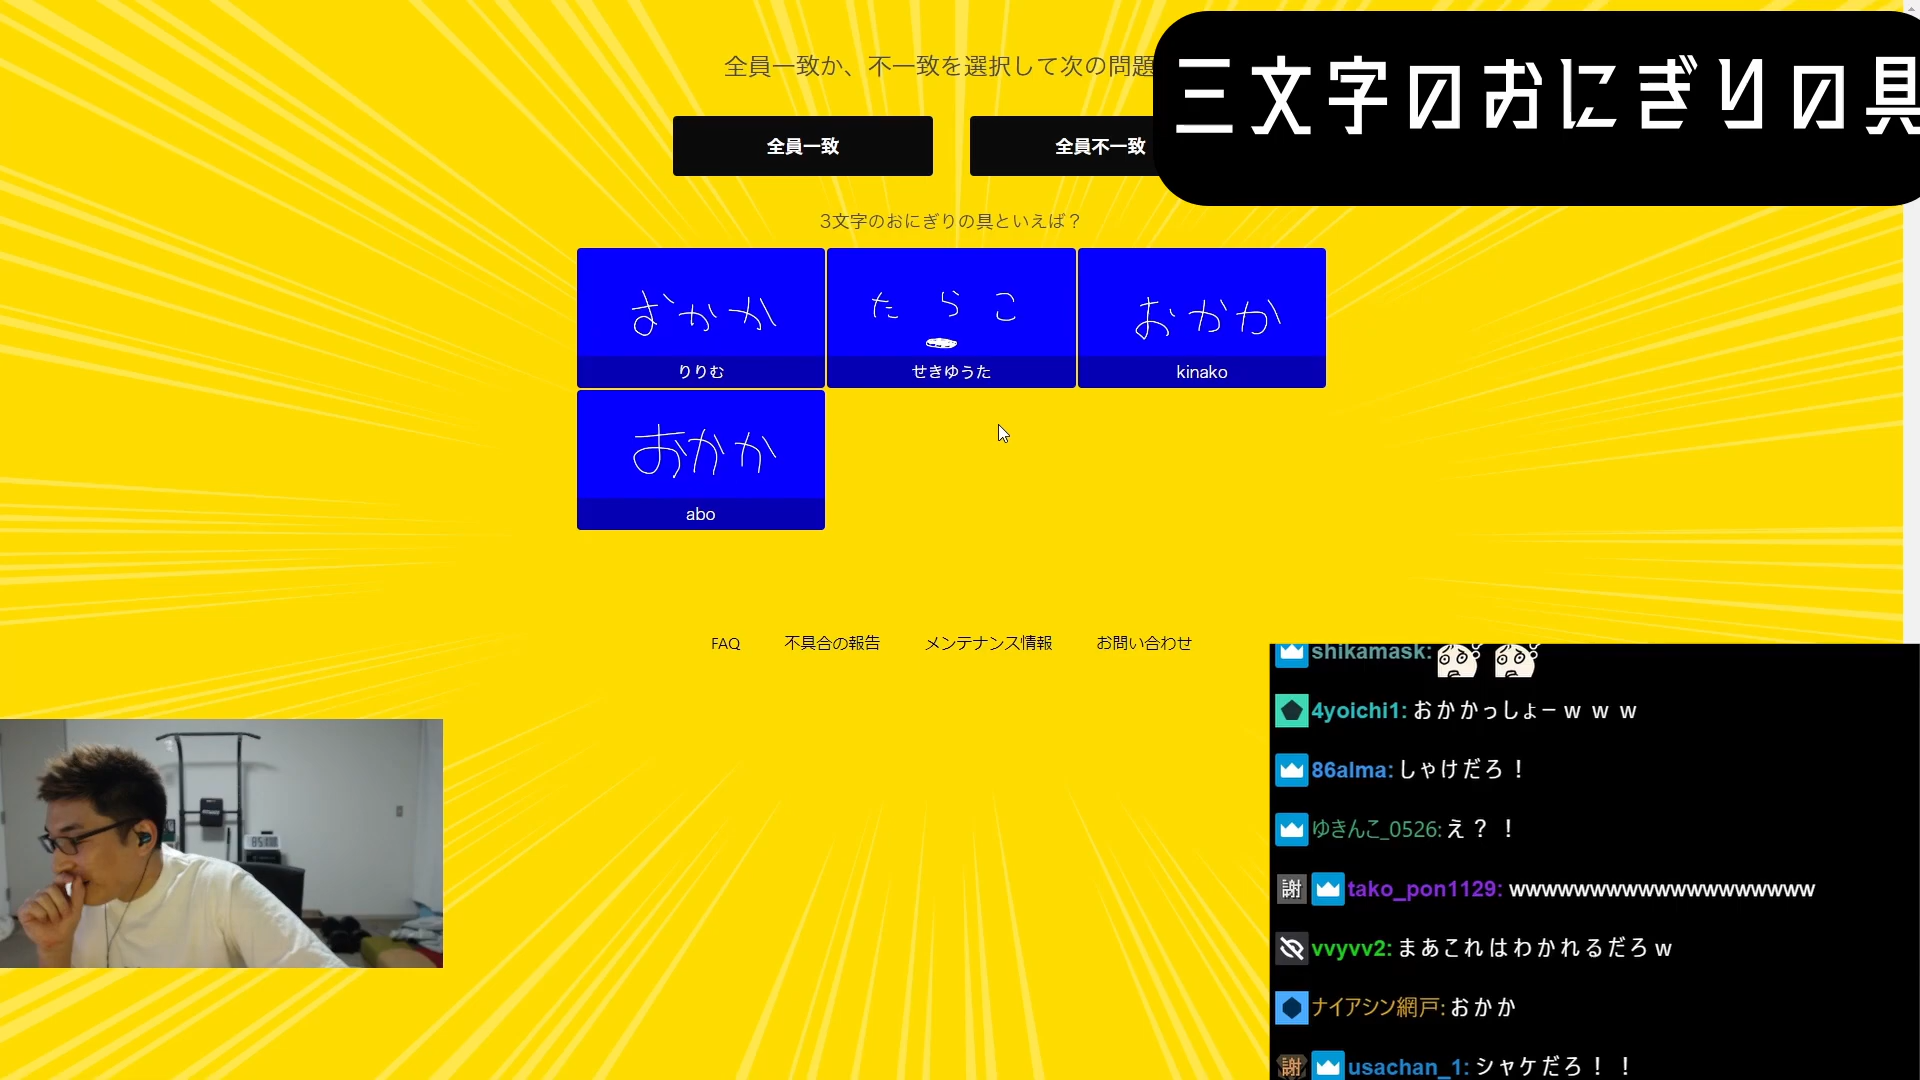 全員一致か、不一致を選択して次の問題
三文字のおにぎりの具
全員一致
全員不一致
3文字のおにぎりの具といえば？
おかか
りりむ
たらこ
せきゆうた
おかか
kinako
おかか
abo
FAQ
不具合の報告
メンテナンス情報
お問い合わせ
shikamask:
4yoichi1: おかかっしょーｗｗｗ
86alma: しゃけだろ！
ゆきんこ_0526: え？！
謝 tako_pon1129: wwwwwwwwwwwwwwwwwww
vvyvv2: まあこれはわかれるだろｗ
ナイアシン網戸: おかか
謝 usachan_1: シャケだろ！！